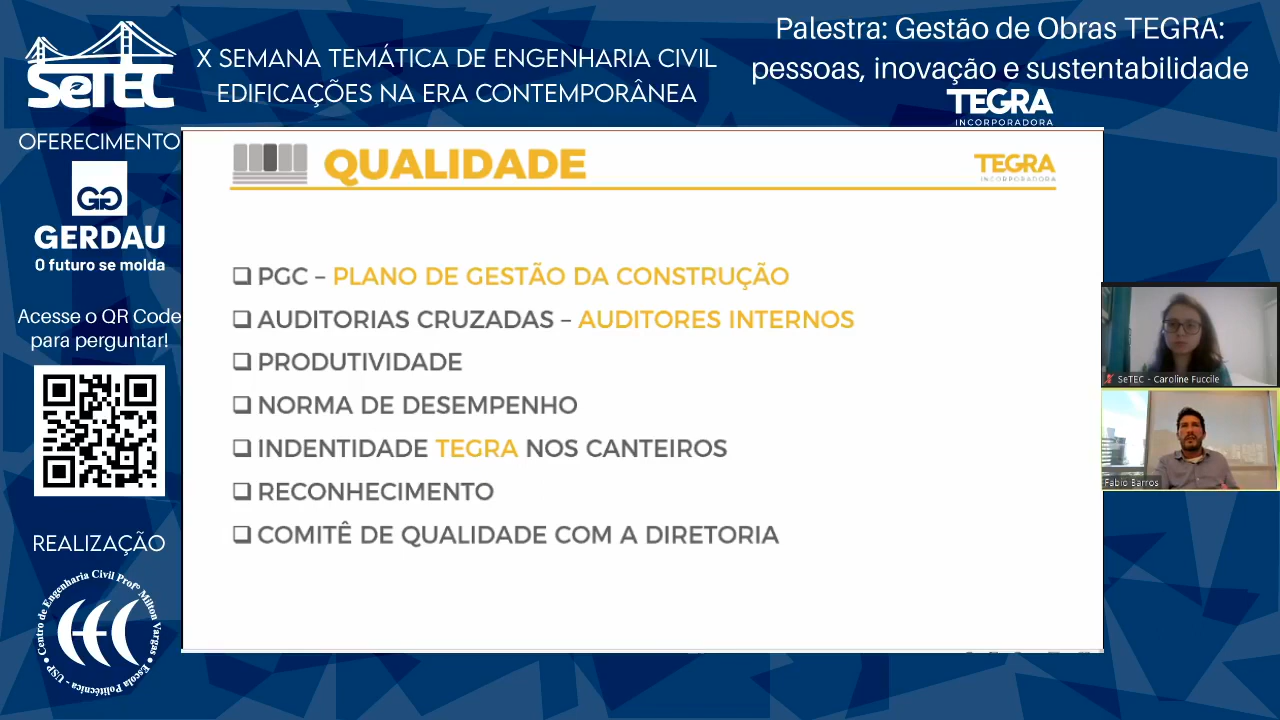 SeTEC
X SEMANA TEMÁTICA DE ENGENHARIA CIVIL
EDIFICAÇÕES NA ERA CONTEMPORÂNEA
Palestra: Gestão de Obras TEGRA:
pessoas, inovação e sustentabilidade
TEGRA
INCORPORADORA
OFERECIMENTO
GERDAU
O futuro se molda
Acesse o QR Code
para perguntar!
REALIZAÇÃO
Centro de Engenharia Civil Profº Milton Vargas
Escola Politécnica - USP
QUALIDADE
TEGRA
INCORPORADORA
❑ PGC – PLANO DE GESTÃO DA CONSTRUÇÃO
❑ AUDITORIAS CRUZADAS – AUDITORES INTERNOS
❑ PRODUTIVIDADE
❑ NORMA DE DESEMPENHO
❑ INDENTIDADE TEGRA NOS CANTEIROS
❑ RECONHECIMENTO
❑ COMITÊ DE QUALIDADE COM A DIRETORIA
SeTEC - Caroline Fuccile
Fabio Barros